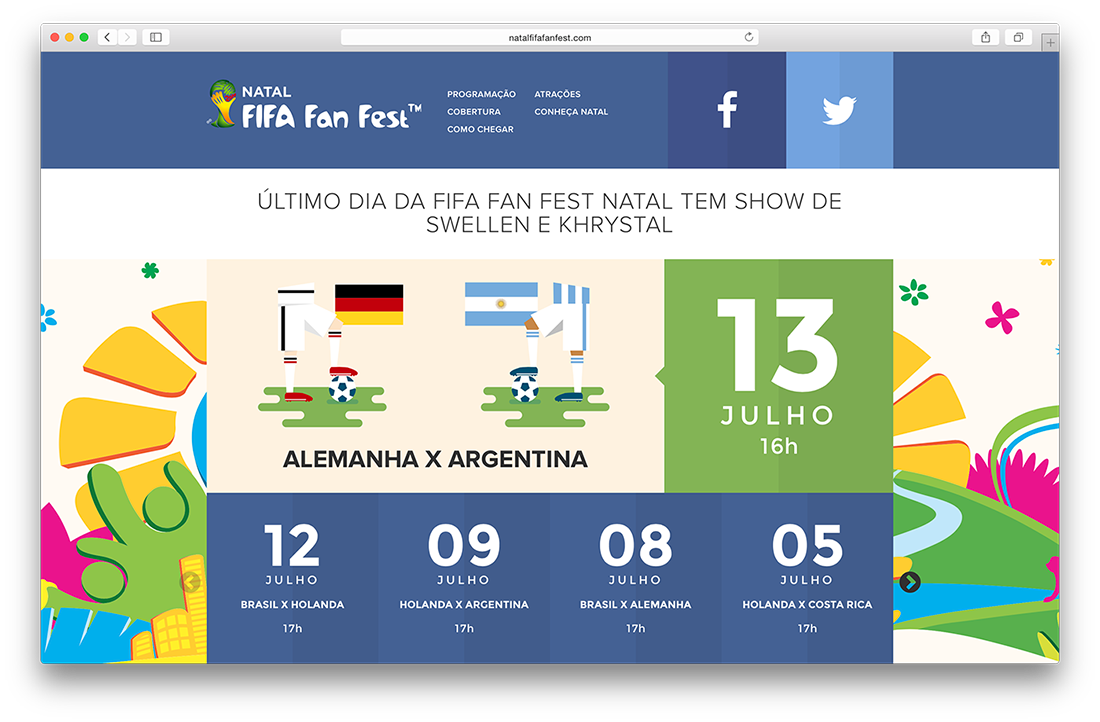 natalfifafanfest.com
NATAL
FIFA Fan Fest™
PROGRAMAÇÃO
ATRAÇÕES
COBERTURA
CONHEÇA NATAL
COMO CHEGAR
ÚLTIMO DIA DA FIFA FAN FEST NATAL TEM SHOW DE
SWELLEN E KHRYSTAL
ALEMANHA X ARGENTINA
13
JULHO
16h
12
JULHO
BRASIL X HOLANDA
17h
09
JULHO
HOLANDA X ARGENTINA
17h
08
JULHO
BRASIL X ALEMANHA
17h
05
JULHO
HOLANDA X COSTA RICA
17h